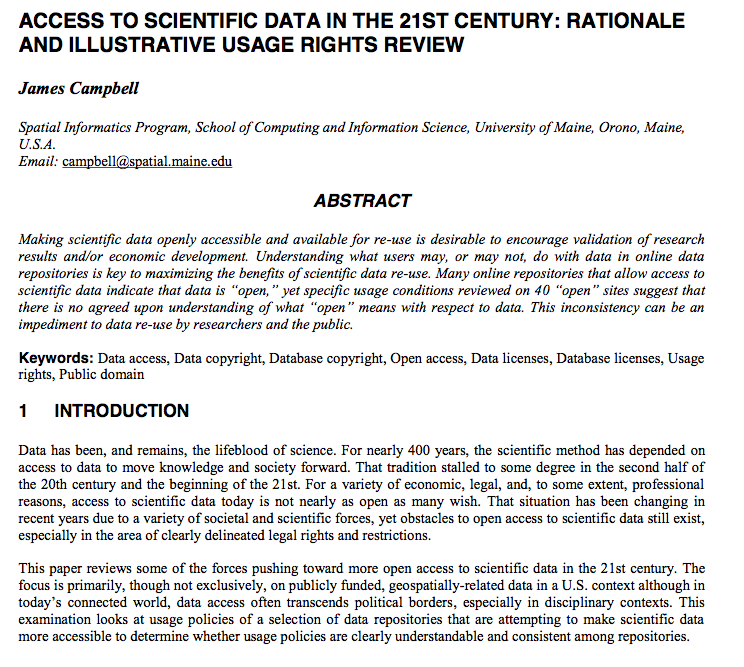 ACCESS TO SCIENTIFIC DATA IN THE 21ST CENTURY: RATIONALE
AND ILLUSTRATIVE USAGE RIGHTS REVIEW
James Campbell
Spatial Informatics Program, School of Computing and Information Science, University of Maine, Orono, Maine,
U.S.A.
Email: campbell@spatial.maine.edu
ABSTRACT
Making scientific data openly accessible and available for re-use is desirable to encourage validation of research
results and/or economic development. Understanding what users may, or may not, do with data in online data
repositories is key to maximizing the benefits of scientific data re-use. Many online repositories that allow access to
scientific data indicate that data is “open,” yet specific usage conditions reviewed on 40 “open” sites suggest that
there is no agreed upon understanding of what “open” means with respect to data. This inconsistency can be an
impediment to data re-use by researchers and the public.
Keywords: Data access, Data copyright, Database copyright, Open access, Data licenses, Database licenses, Usage
rights, Public domain
1 INTRODUCTION
Data has been, and remains, the lifeblood of science. For nearly 400 years, the scientific method has depended on
access to data to move knowledge and society forward. That tradition stalled to some degree in the second half of
the 20th century and the beginning of the 21st. For a variety of economic, legal, and, to some extent, professional
reasons, access to scientific data today is not nearly as open as many wish. That situation has been changing in
recent years due to a variety of societal and scientific forces, yet obstacles to open access to scientific data still exist,
especially in the area of clearly delineated legal rights and restrictions.
This paper reviews some of the forces pushing toward more open access to scientific data in the 21st century. The
focus is primarily, though not exclusively, on publicly funded, geospatially-related data in a U.S. context although in
today’s connected world, data access often transcends political borders, especially in disciplinary contexts. This
examination looks at usage policies of a selection of data repositories that are attempting to make scientific data
more accessible to determine whether usage policies are clearly understandable and consistent among repositories.